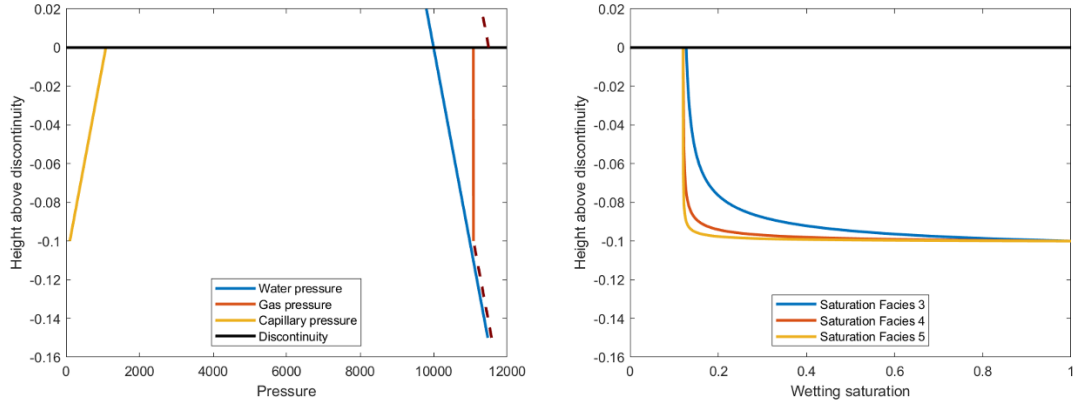 0.02
0
-0.02
-0.04
-0.06
-0.08
-0.1
-0.12
-0.14
-0.16
Height above discontinuity
0 2000 4000 6000 8000 10000 12000
Pressure
Water pressure
Gas pressure
Capillary pressure
Discontinuity
0.02
0
-0.02
-0.04
-0.06
-0.08
-0.1
-0.12
-0.14
-0.16
Height above discontinuity
0 0.2 0.4 0.6 0.8 1
Wetting saturation
Saturation Facies 3
Saturation Facies 4
Saturation Facies 5